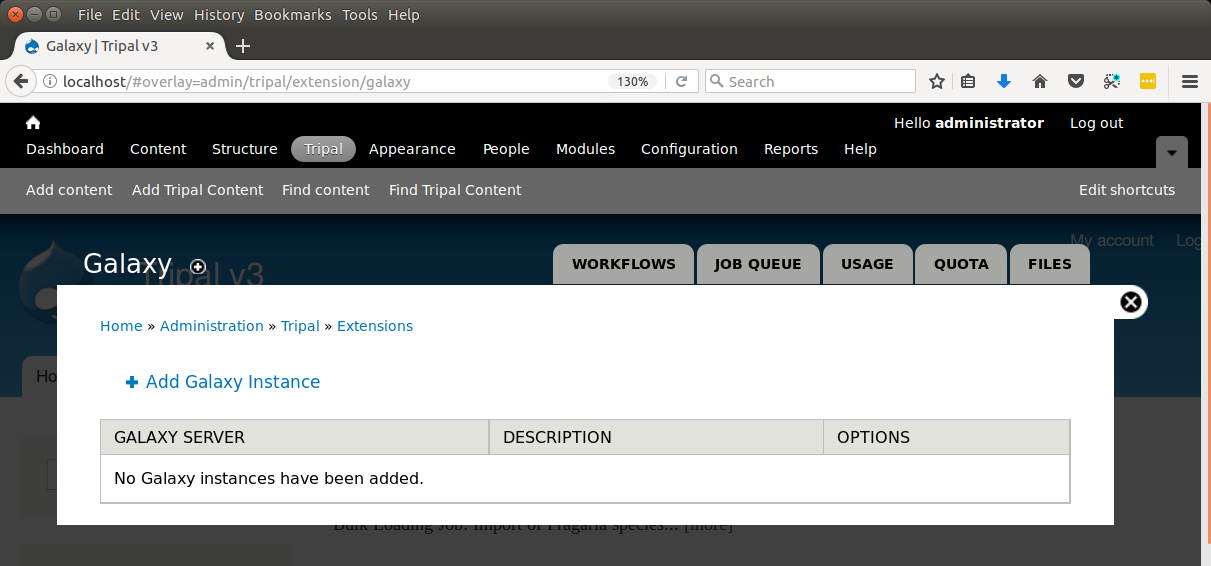 File Edit View History Bookmarks Tools Help
Galaxy | Tripal v3
localhost/#overlay=admin/tripal/extension/galaxy 130% Search
Hello administrator Log out
Dashboard Content Structure Tripal Appearance People Modules Configuration Reports Help
Add content Add Tripal Content Find content Find Tripal Content Edit shortcuts
My account Log
Galaxy Tripal v3 WORKFLOWS JOB QUEUE USAGE QUOTA FILES
Home » Administration » Tripal » Extensions
Ho
Add Galaxy Instance
GALAXY SERVER DESCRIPTION OPTIONS
No Galaxy instances have been added.
Bulk Loading Job: Import of Fragaria species... [more]